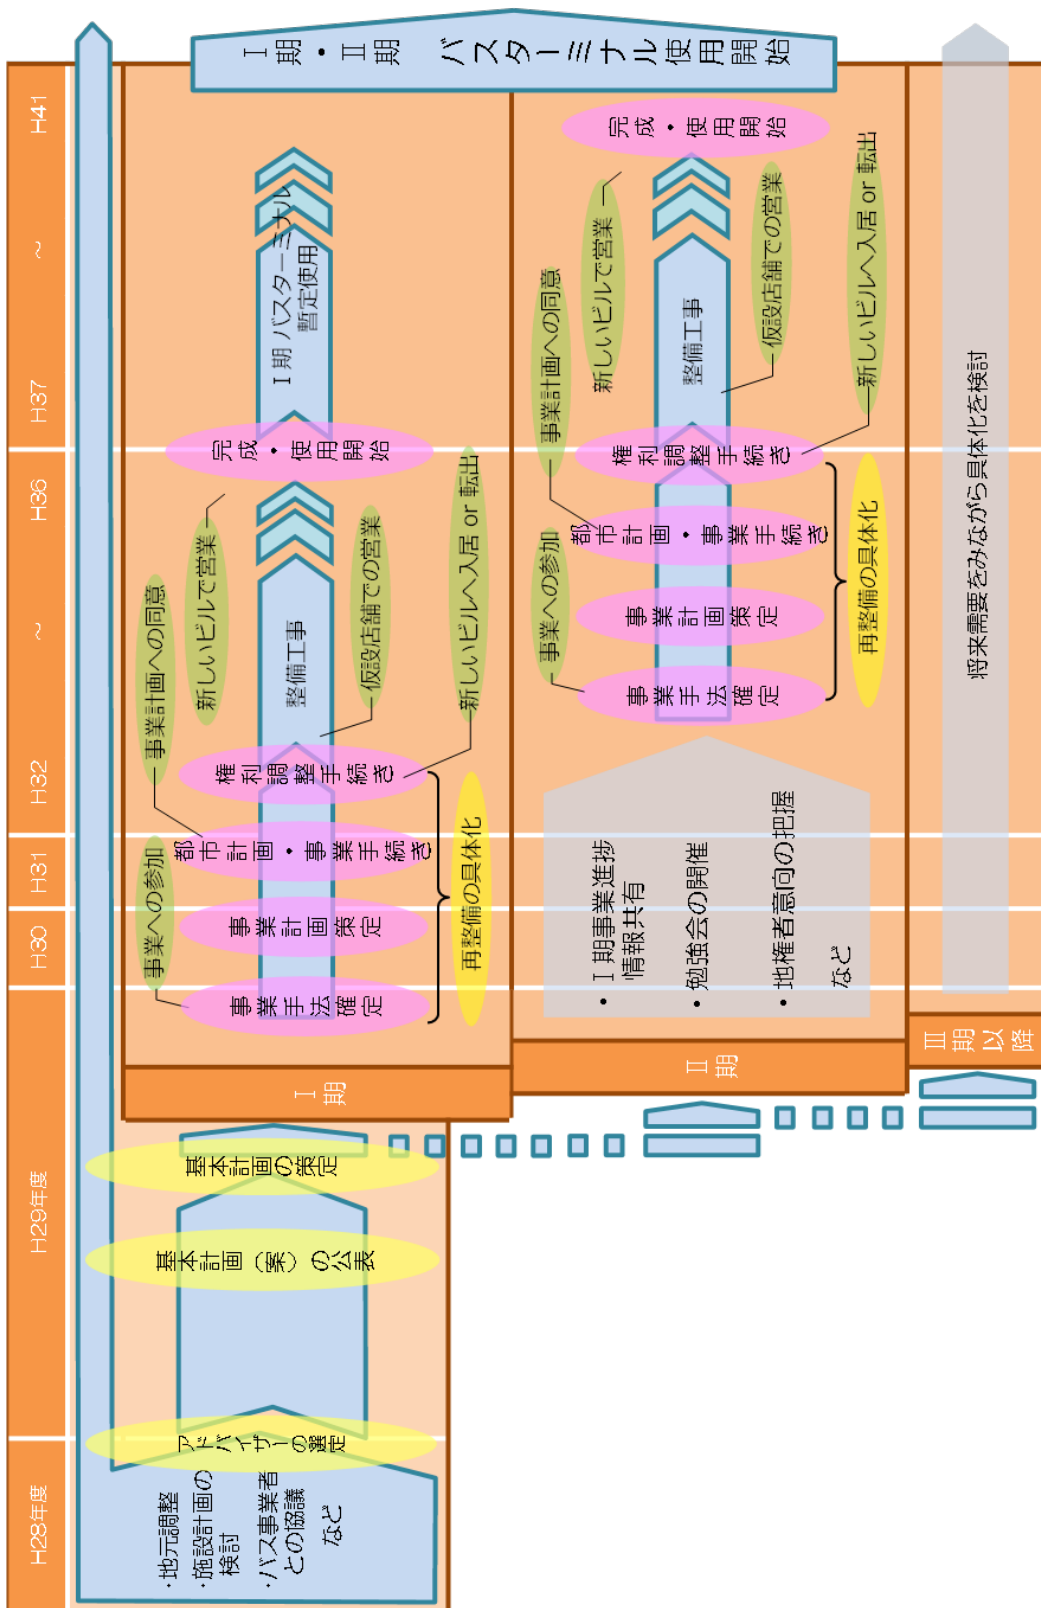 H28年度
H29年度
H30
H31
H32
～
H36
H37
～
H41
・地元調整
・施設計画の
検討
・バス事業者
との協議
など
アドバイザーの選定
基本計画（案）の公表
基本計画の策定
Ⅰ期
事業手法確定
事業計画策定
都市計画・事業手続き
権利調整手続き
事業への参加
事業計画への同意
新しいビルで営業
整備工事
仮設店舗での営業
新しいビルへ入居 or 転出
再整備の具体化
完成・使用開始
Ⅰ期 バスターミナル
暫定使用
Ⅰ期・Ⅱ期　バスターミナル使用開始
Ⅱ期
・Ⅰ期事業進捗
情報共有
・勉強会の開催
・地権者意向の把握
など
事業手法確定
事業計画策定
都市計画・事業手続き
権利調整手続き
事業への参加
事業計画への同意
新しいビルで営業
整備工事
仮設店舗での営業
新しいビルへ入居 or 転出
再整備の具体化
完成・使用開始
Ⅲ期
以降
将来需要をみながら具体化を検討